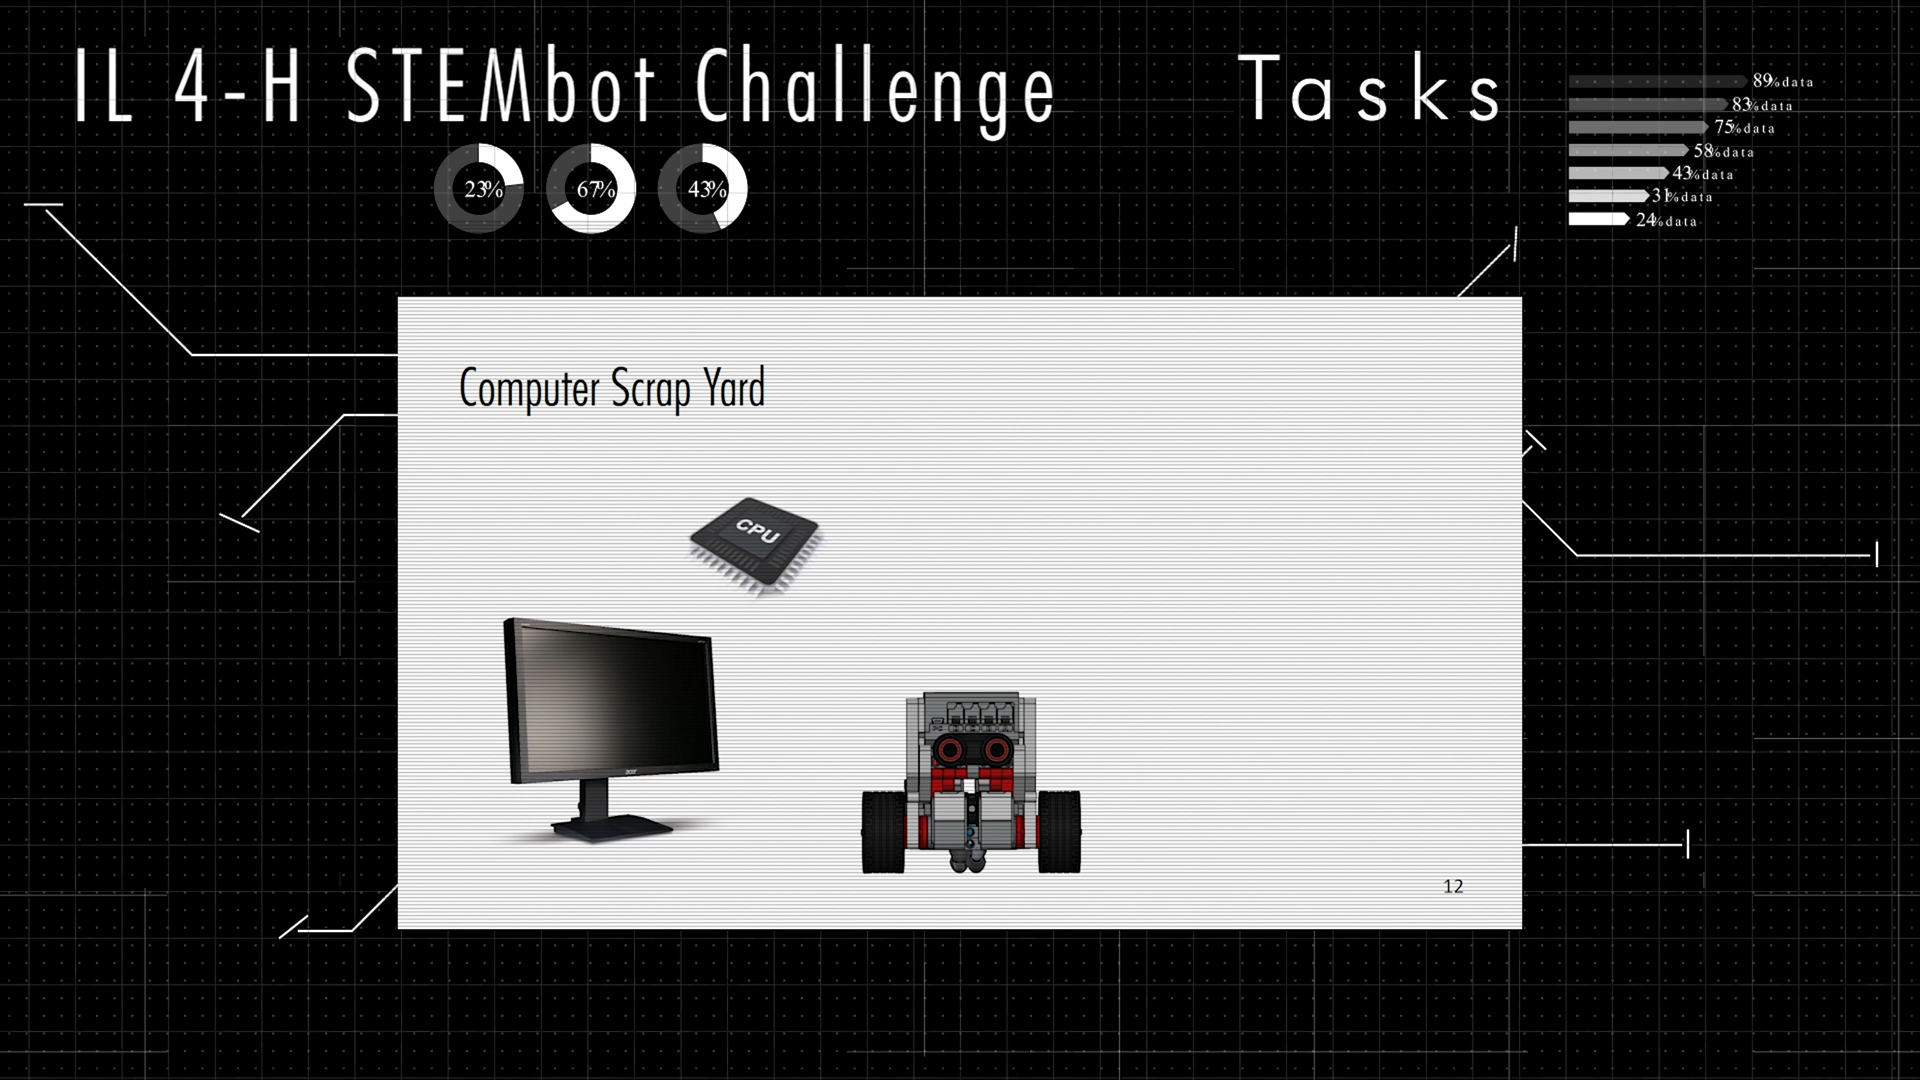 IL 4-H STEMbot Challenge
Tasks
89% data
83% data
75% data
58% data
43% data
31% data
24% data
23%
67%
43%
Computer Scrap Yard
CPU
acer
12